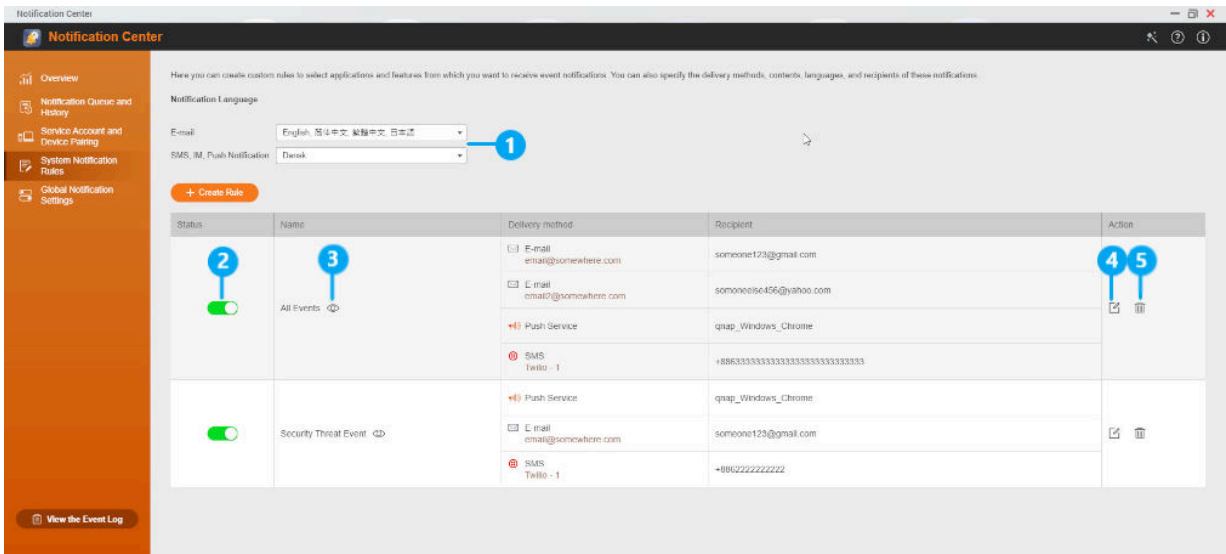 Notification Center
Notification Center
Overview
Notification Queue and
History
Service Account and
Device Pairing
System Notification
Rules
Global Notification
Settings
View the Event Log
Here you can create custom rules to select applications and features from which you want to receive event notifications. You can also specify the delivery methods, contents, languages, and recipients of these notifications.
Notification Language
E-mail English, 简体中文, 繁體中文, 日本語
1
SMS, IM, Push Notification Dansk
+ Create Rule
Status Name Delivery method Recipient Action
2 3 4 5
All Events
E-mail
email@somewhere.com
someone123@gmail.com
E-mail
email2@somewhere.com
somoneelse456@yahoo.com
Push Service qnap_Windows_Chrome
SMS
Twilio - 1
Security Threat Event
Push Service qnap_Windows_Chrome
E-mail
email@somewhere.com
someone123@gmail.com
SMS
Twilio - 1
+8862222222222